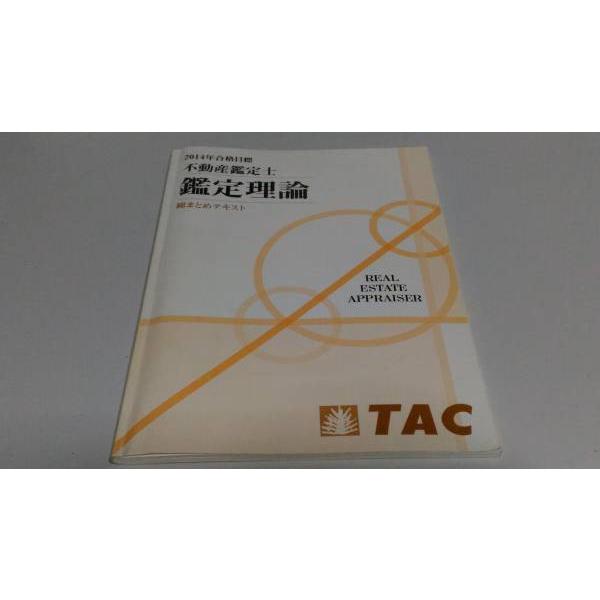 2014年合格目標
不動産鑑定士
鑑定理論
総まとめテキスト
REAL
ESTATE
APPRAISER
TAC